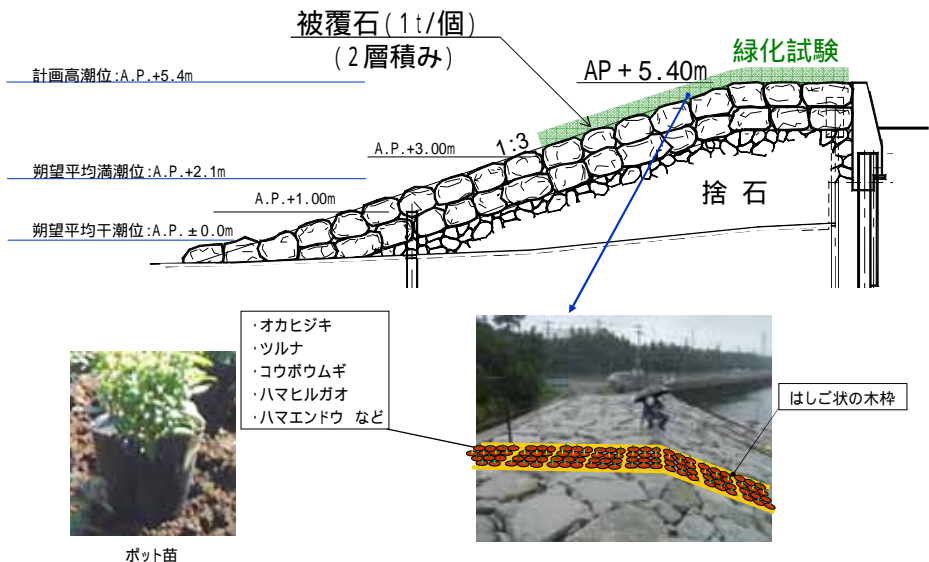 被覆石(1t/個)
(2層積み)
緑化試験
計画高潮位:A.P.+5.4m
AP+5.40m
A.P.+3.00m
1:3
朔望平均満潮位:A.P.+2.1m
捨石
A.P.+1.00m
朔望平均干潮位:A.P.±0.0m
・オカヒジキ
・ツルナ
・コウボウムギ
・ハマヒルガオ
・ハマエンドウ など
はしご状の木枠
ポット苗